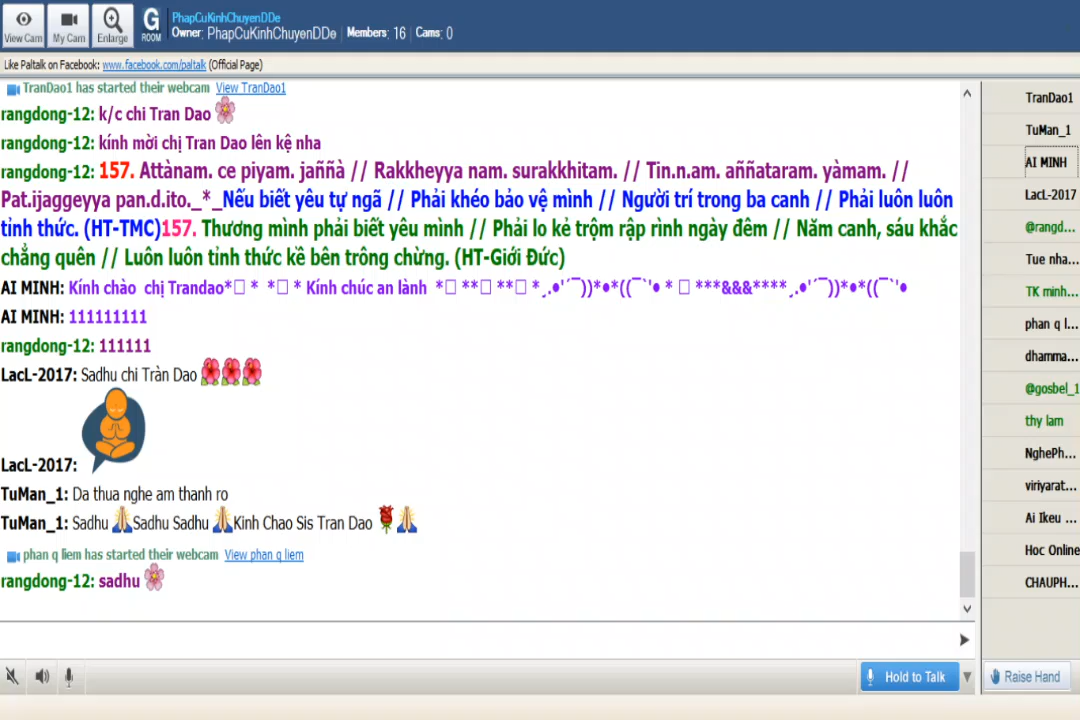 PhapCuKinhChuyenDDe
Owner: PhapCuKinhChuyenDDe Members: 16 Cams: 0
View Cam My Cam Enlarge G ROOM
Like Paltalk on Facebook: www.facebook.com/paltalk (Official Page)
TranDao1 has started their webcam View TranDao1
rangdong-12: k/c chi Tran Dao
rangdong-12: kính mời chị Tran Dao lên kệ nha
rangdong-12: 157. Attànam. ce piyam. jaññà // Rakkheyya nam. surakkhitam. // Tin.n.am. aññataram. yàmam. //
Pat.ijaggeyya pan.d.ito._*_Nếu biết yêu tự ngã // Phải khéo bảo vệ mình // Người trí trong ba canh // Phải luôn luôn
tỉnh thức. (HT-TMC)157. Thương mình phải biết yêu mình // Phải lo kẻ trộm rập rình ngày đêm // Năm canh, sáu khắc
chẳng quên // Luôn luôn tỉnh thức kề bên trông chừng. (HT-Giới Đức)
AI MINH: Kính chào chị Trandao*▯ * *▯ * Kính chúc an lành *▯ **▯ **▯ *¸.•'´¯))*•*((¯`'• * ▯ ***&&&****¸.•'´¯))*•*((¯`'•
AI MINH: 111111111
rangdong-12: 111111
LacL-2017: Sadhu chi Tràn Dao
LacL-2017:
TuMan_1: Da thua nghe am thanh ro
TuMan_1: Sadhu Sadhu Sadhu Kinh Chao Sis Tran Dao
phan q liem has started their webcam View phan q liem
rangdong-12: sadhu
TranDao1
TuMan_1
AI MINH
LacL-2017
@rangd...
Tue nha...
TK minh...
phan q l...
dhamma...
@gosbel_1
thy lam
NghePh...
viriyarat...
Ai Ikeu ...
Hoc Online
CHAUPH...
Hold to Talk
Raise Hand